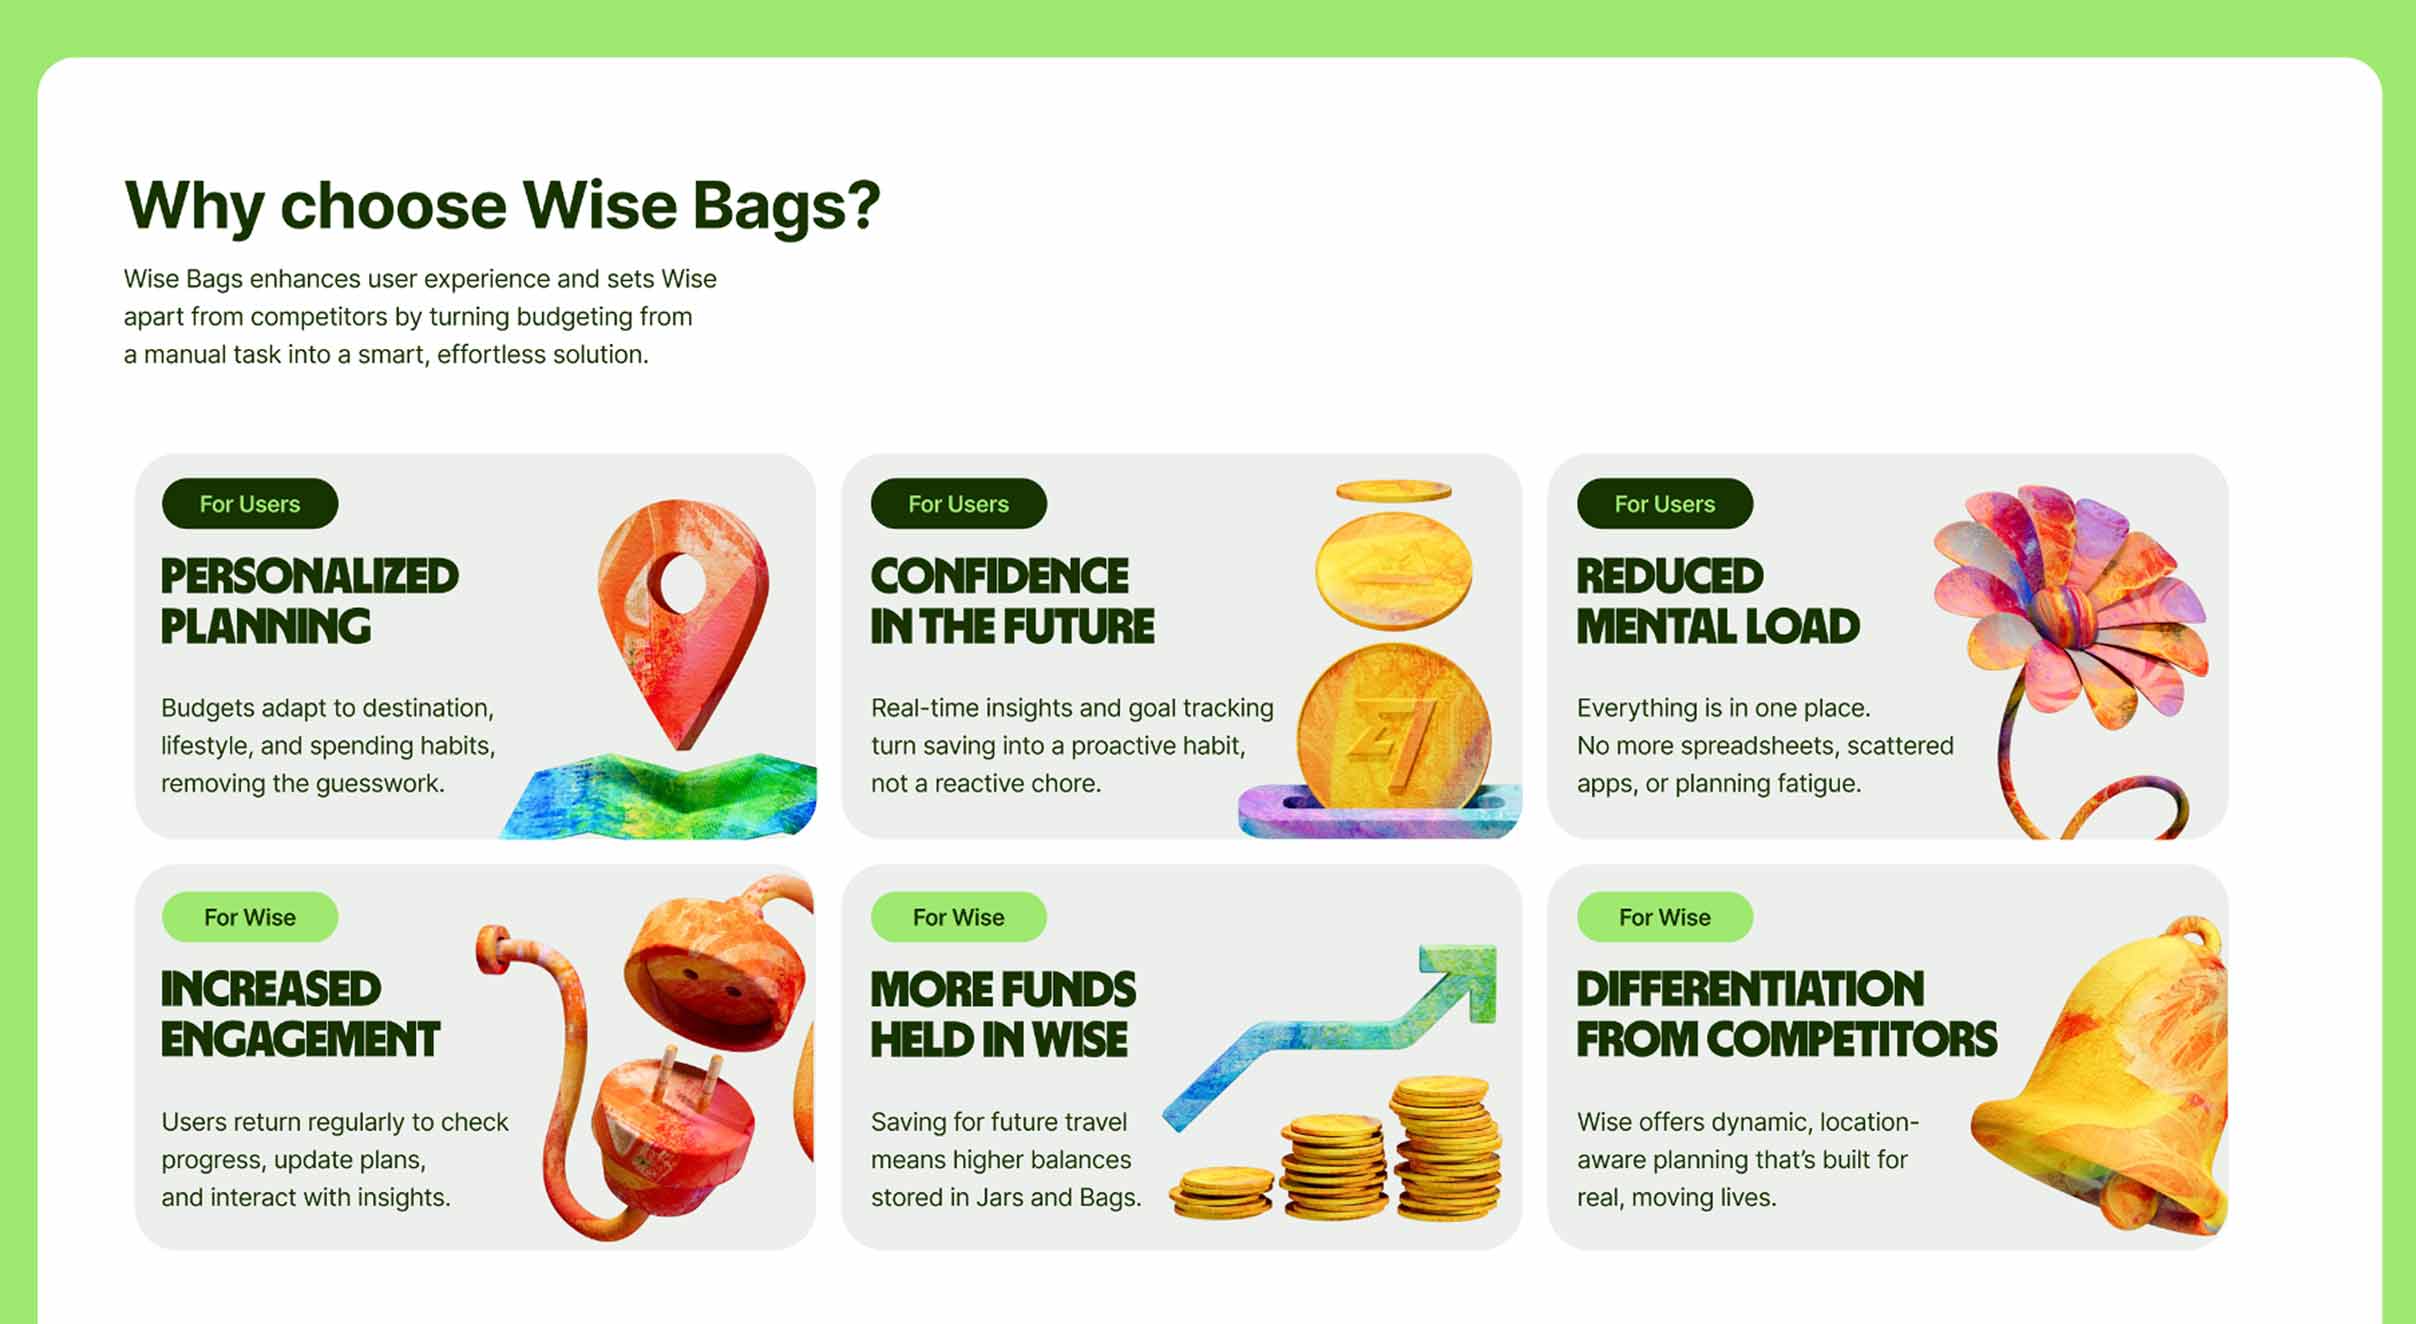 Why choose Wise Bags?
Wise Bags enhances user experience and sets Wise
apart from competitors by turning budgeting from
a manual task into a smart, effortless solution.
For Users
PERSONALIZED
PLANNING
Budgets adapt to destination,
lifestyle, and spending habits,
removing the guesswork.
For Users
CONFIDENCE
IN THE FUTURE
Real-time insights and goal tracking
turn saving into a proactive habit,
not a reactive chore.
For Users
REDUCED
MENTAL LOAD
Everything is in one place.
No more spreadsheets, scattered
apps, or planning fatigue.
For Wise
INCREASED
ENGAGEMENT
Users return regularly to check
progress, update plans,
and interact with insights.
For Wise
MORE FUNDS
HELD IN WISE
Saving for future travel
means higher balances
stored in Jars and Bags.
For Wise
DIFFERENTIATION
FROM COMPETITORS
Wise offers dynamic, location-
aware planning that’s built for
real, moving lives.